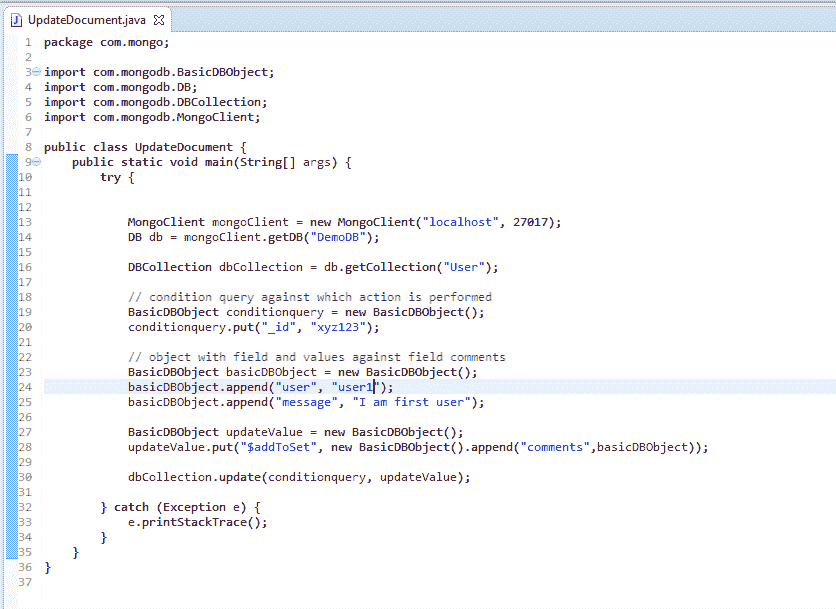 UpdateDocument.java
1 package com.mongo;
2
3 import com.mongodb.BasicDBObject;
4 import com.mongodb.DB;
5 import com.mongodb.DBCollection;
6 import com.mongodb.MongoClient;
7
8 public class UpdateDocument {
9     public static void main(String[] args) {
10         try {
11
12
13             MongoClient mongoClient = new MongoClient("localhost", 27017);
14             DB db = mongoClient.getDB("DemoDB");
15
16             DBCollection dbCollection = db.getCollection("User");
17
18             // condition query against which action is performed
19             BasicDBObject conditionquery = new BasicDBObject();
20             conditionquery.put("_id", "xyz123");
21
22             // object with field and values against field comments
23             BasicDBObject basicDBObject = new BasicDBObject();
24             basicDBObject.append("user", "user1");
25             basicDBObject.append("message", "I am first user");
26
27             BasicDBObject updateValue = new BasicDBObject();
28             updateValue.put("$addToSet", new BasicDBObject().append("comments",basicDBObject));
29
30             dbCollection.update(conditionquery, updateValue);
31
32         } catch (Exception e) {
33             e.printStackTrace();
34         }
35     }
36 }
37